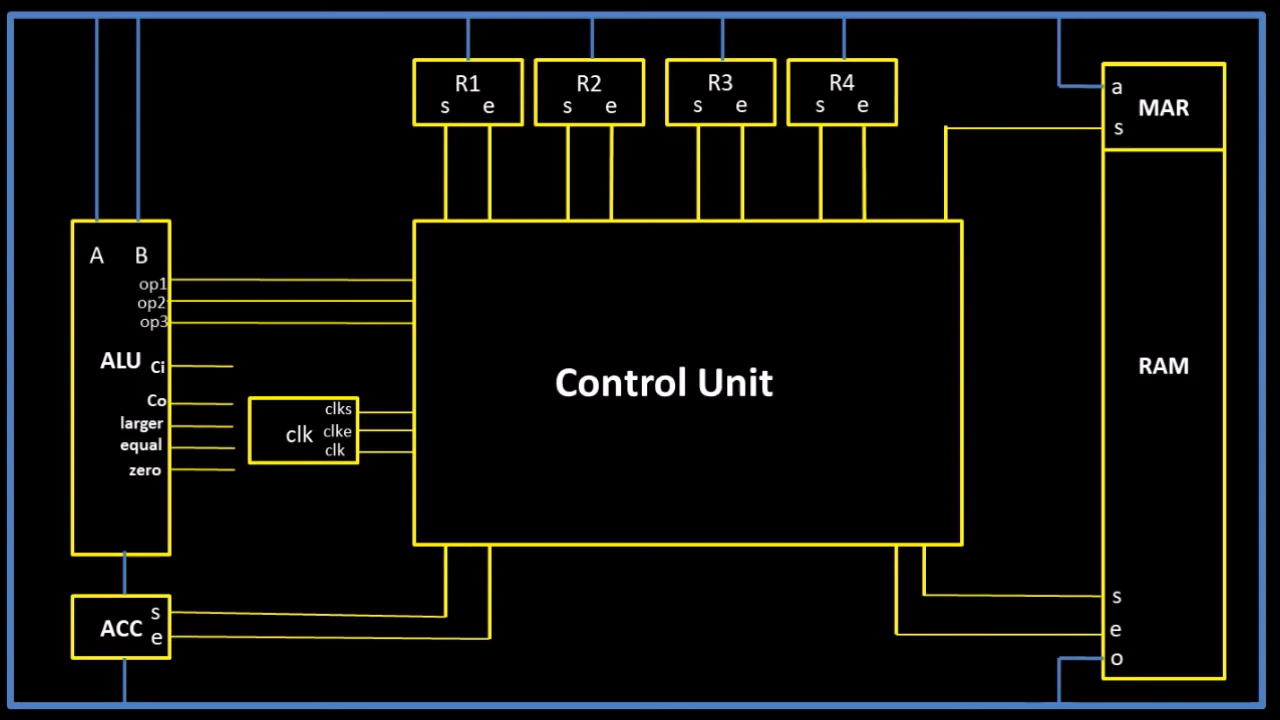 R1
s e
R2
s e
R3
s e
R4
s e
a
MAR
s
A B
op1
op2
op3
ALU
Ci
Co
larger
equal
zero
clk
clks
clke
clk
Control Unit
RAM
ACC
s
e
s
e
o